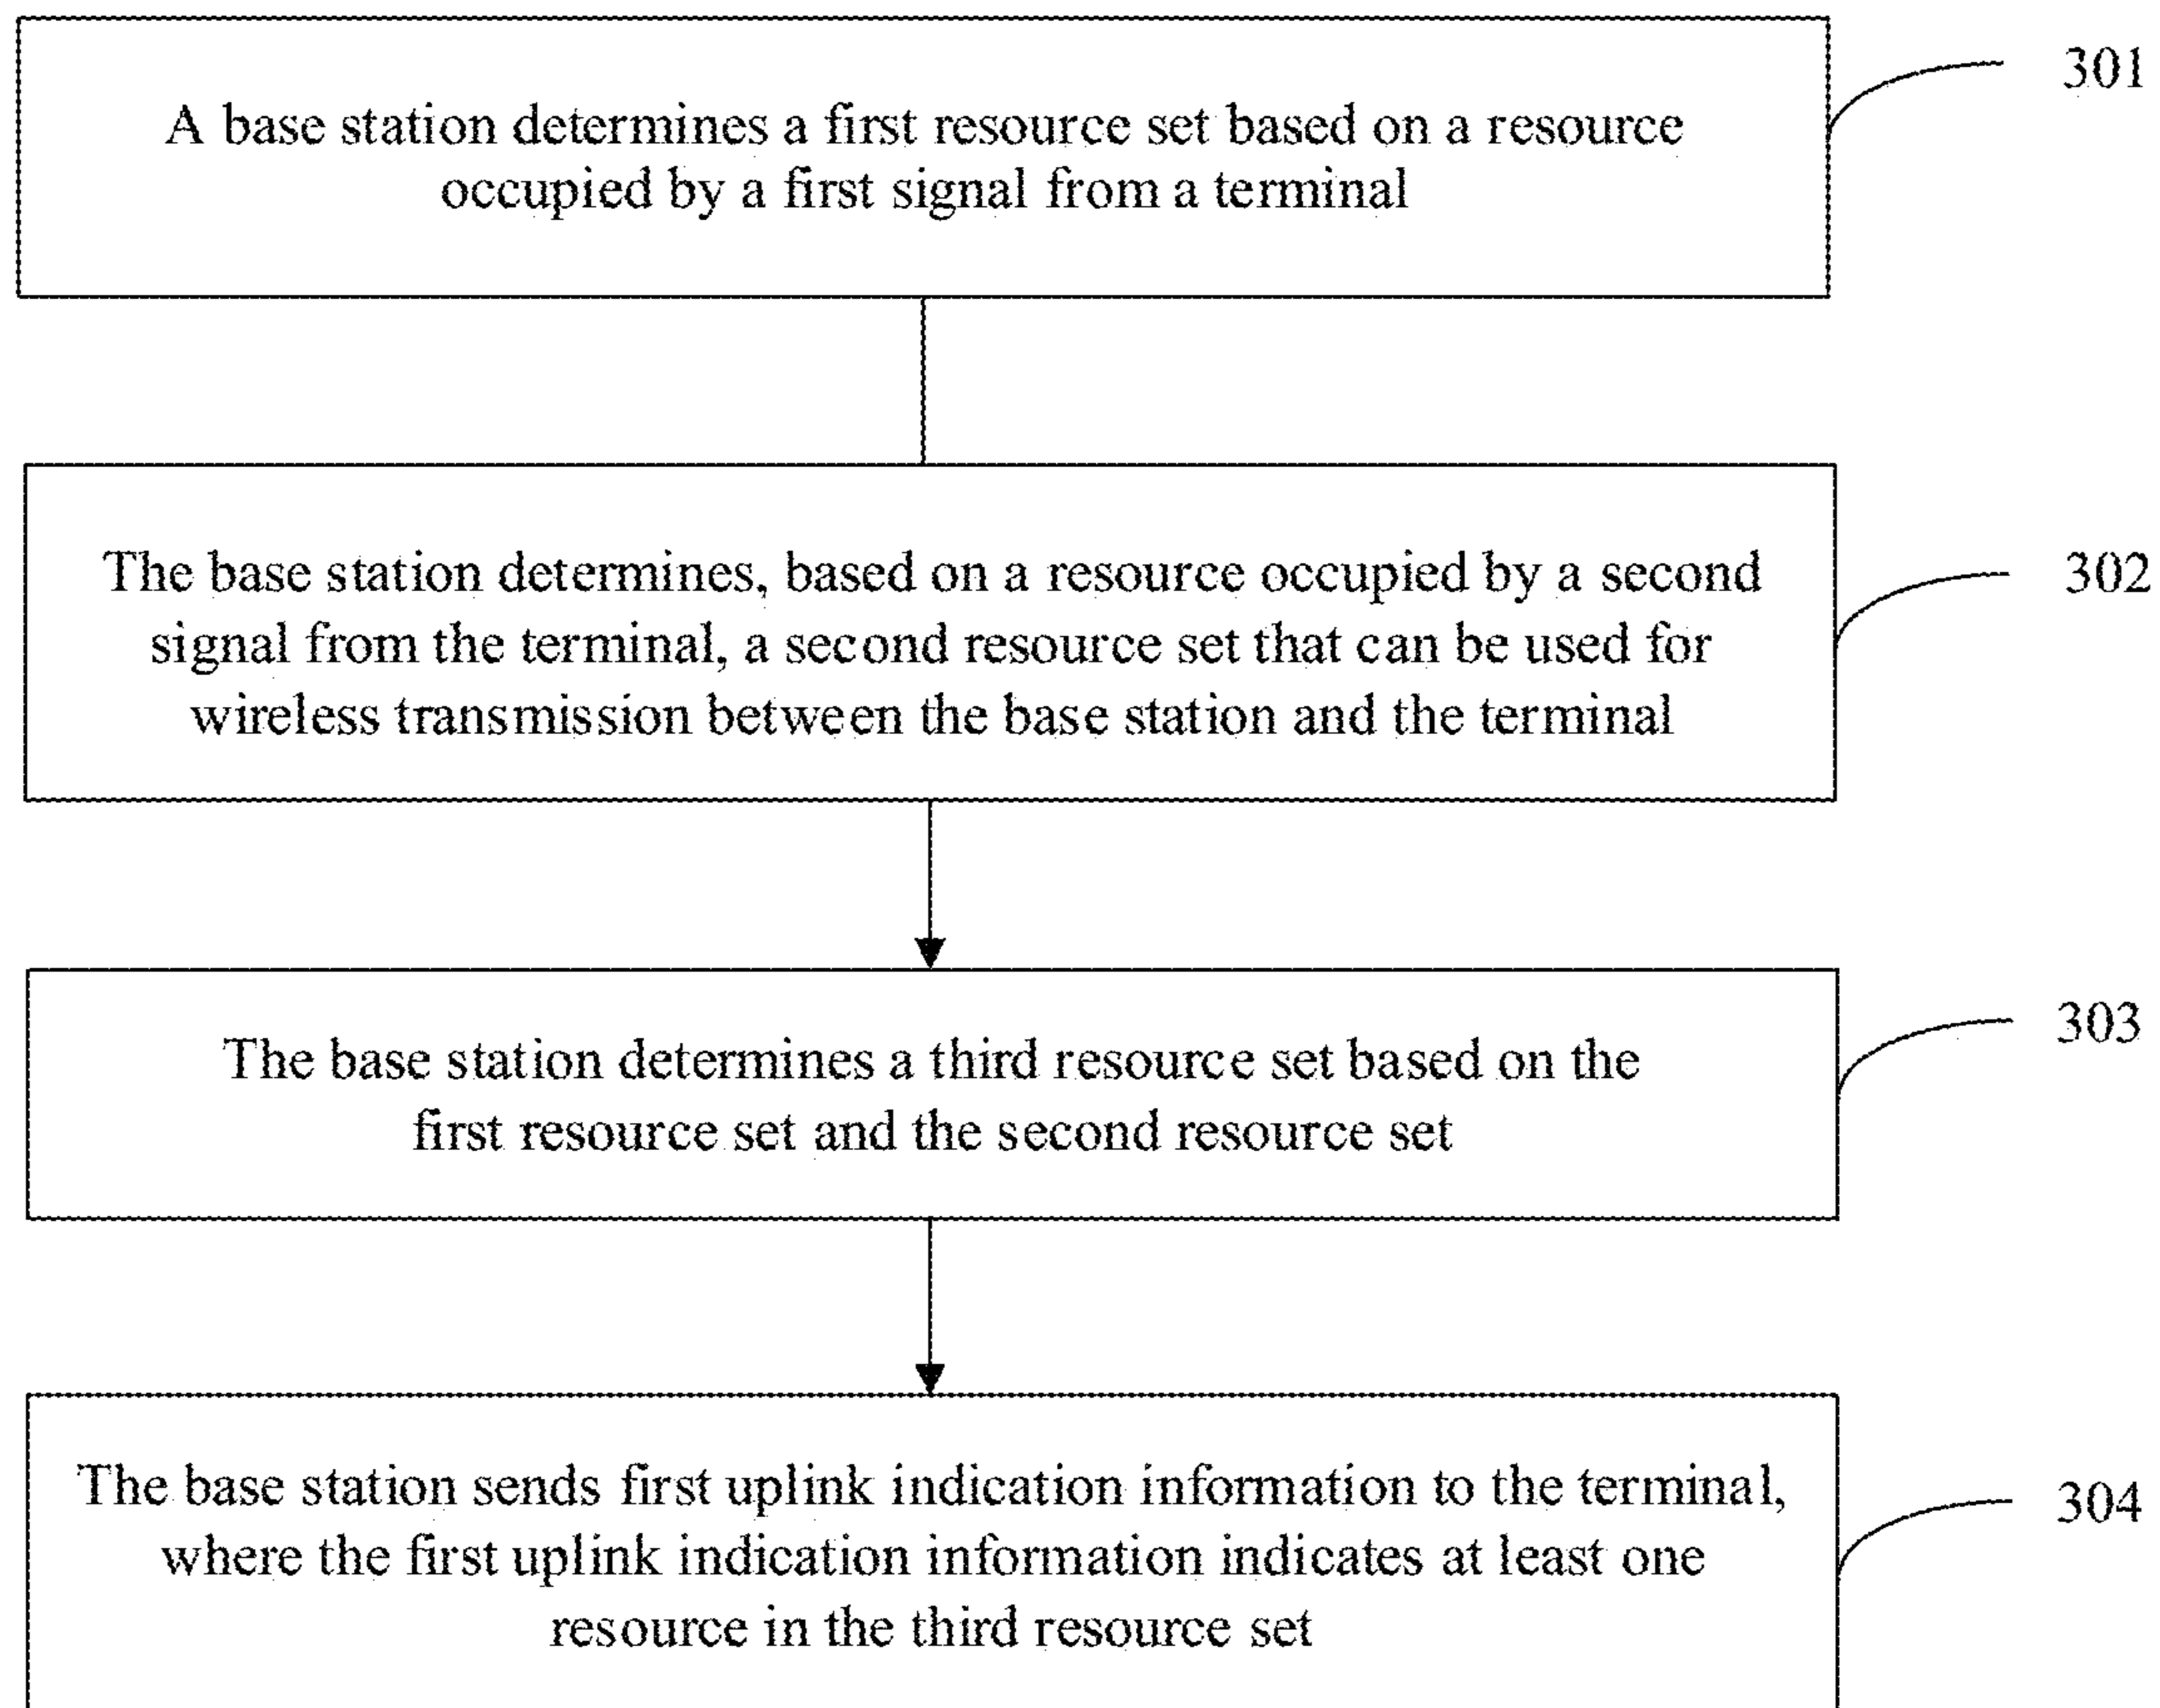 A base station determines a first resource set based on a resource
occupied by a first signal from a terminal
301
The base station determines, based on a resource occupied by a second
signal from the terminal, a second resource set that can be used for
wireless transmission between the base station and the terminal
302
The base station determines a third resource set based on the
first resource set and the second resource set
303
The base station sends first uplink indication information to the terminal,
where the first uplink indication information indicates at least one
resource in the third resource set
304